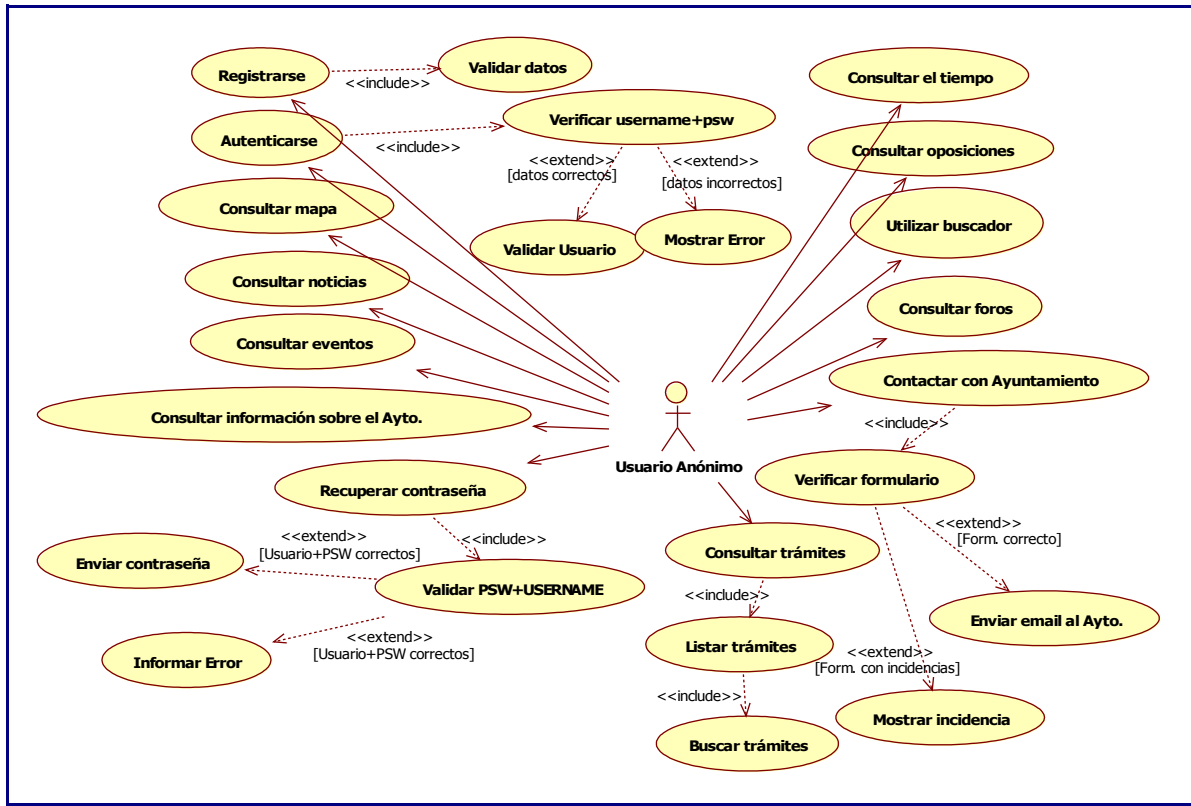 Registrarse
<<include>>
Validar datos
Consultar el tiempo
Autenticarse
<<include>>
Verificar username+psw
<<extend>>
[datos correctos]
<<extend>>
[datos incorrectos]
Consultar oposiciones
Consultar mapa
Validar Usuario
Mostrar Error
Utilizar buscador
Consultar noticias
Consultar foros
Consultar eventos
Contactar con Ayuntamiento
Consultar información sobre el Ayto.
<<include>>
Usuario Anónimo
Verificar formulario
Recuperar contraseña
<<extend>>
[Usuario+PSW correctos]
<<include>>
<<extend>>
[Form. correcto]
Enviar contraseña
Validar PSW+USERNAME
Consultar trámites
<<include>>
Enviar email al Ayto.
<<extend>>
[Usuario+PSW correctos]
Informar Error
Listar trámites
<<extend>>
[Form. con incidencias]
<<include>>
Mostrar incidencia
Buscar trámites